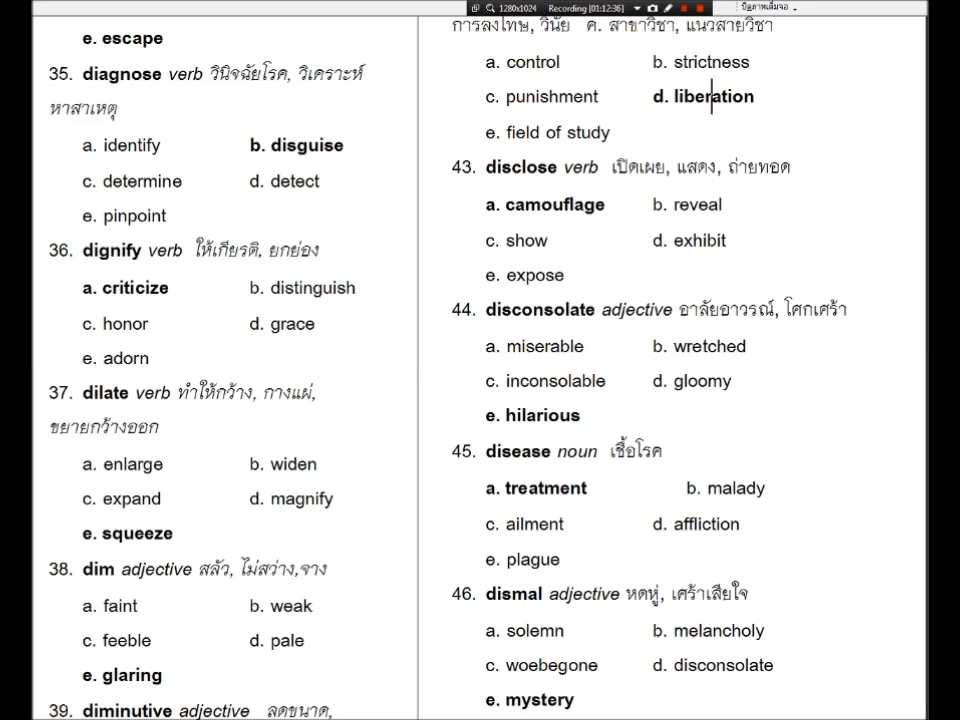 1280x1024 Recording [01:12:36]
e. escape
35. diagnose verb วินิจฉัยโรค, วิเคราะห์
หาสาเหตุ
a. identify b. disguise
c. determine d. detect
e. pinpoint
36. dignify verb ให้เกียรติ, ยกย่อง
a. criticize b. distinguish
c. honor d. grace
e. adorn
37. dilate verb ทำให้กว้าง, กางแผ่,
ขยายกว้างออก
a. enlarge b. widen
c. expand d. magnify
e. squeeze
38. dim adjective สลัว, ไม่สว่าง,จาง
a. faint b. weak
c. feeble d. pale
e. glaring
39. diminutive adjective ลดขนาด,
การลงโทษ, วินัย ค. สาขาวิชา, แนวสายวิชา
a. control b. strictness
c. punishment d. liberation
e. field of study
43. disclose verb เปิดเผย, แสดง, ถ่ายทอด
a. camouflage b. reveal
c. show d. exhibit
e. expose
44. disconsolate adjective อาลัยอาวรณ์, โศกเศร้า
a. miserable b. wretched
c. inconsolable d. gloomy
e. hilarious
45. disease noun เชื้อโรค
a. treatment b. malady
c. ailment d. affliction
e. plague
46. dismal adjective หดหู่, เศร้าเสียใจ
a. solemn b. melancholy
c. woebegone d. disconsolate
e. mystery